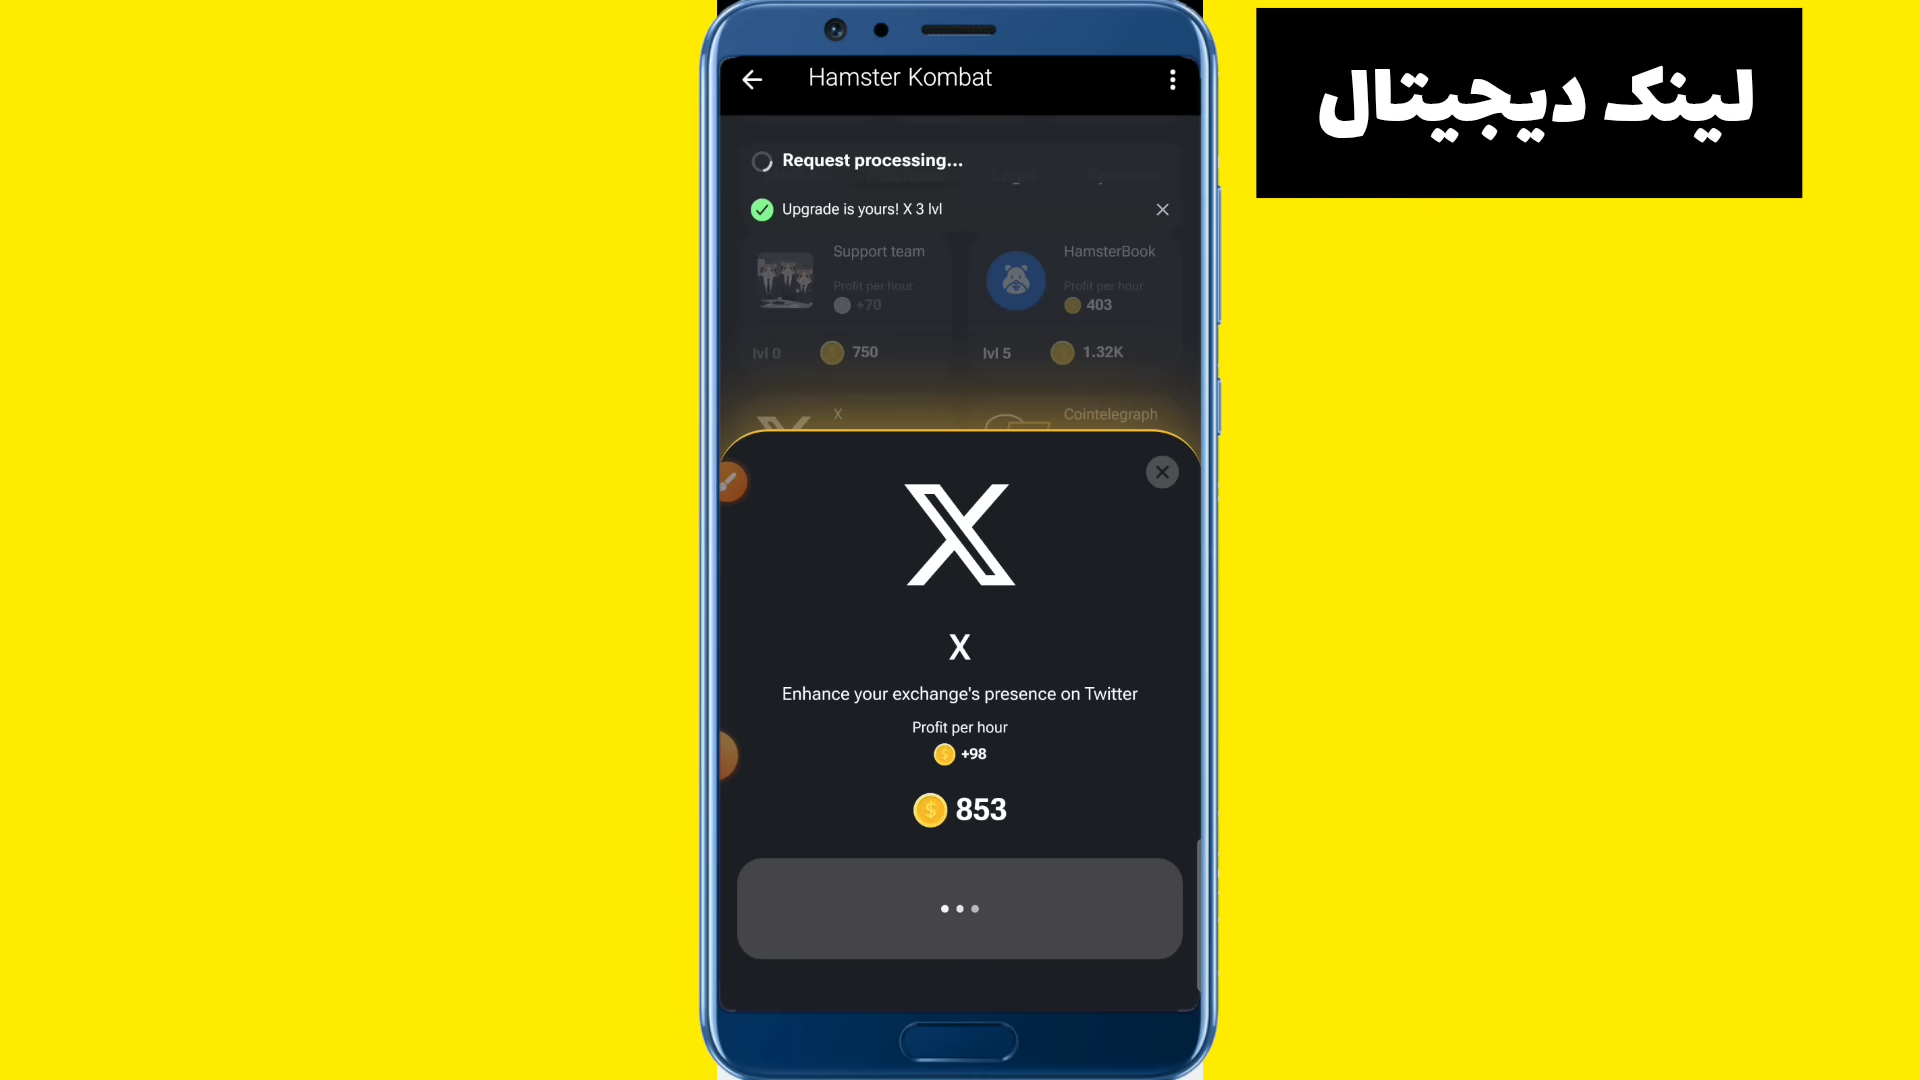 لینک دیجیتال
Hamster Kombat
Request processing...
Upgrade is yours! X 3 lvl
Support team
HamsterBook
Profit per hour
Profit per hour
+70
403
lvl 0
750
lvl 5
1.32K
X
Cointelegraph
X
Enhance your exchange's presence on Twitter
Profit per hour
+98
853